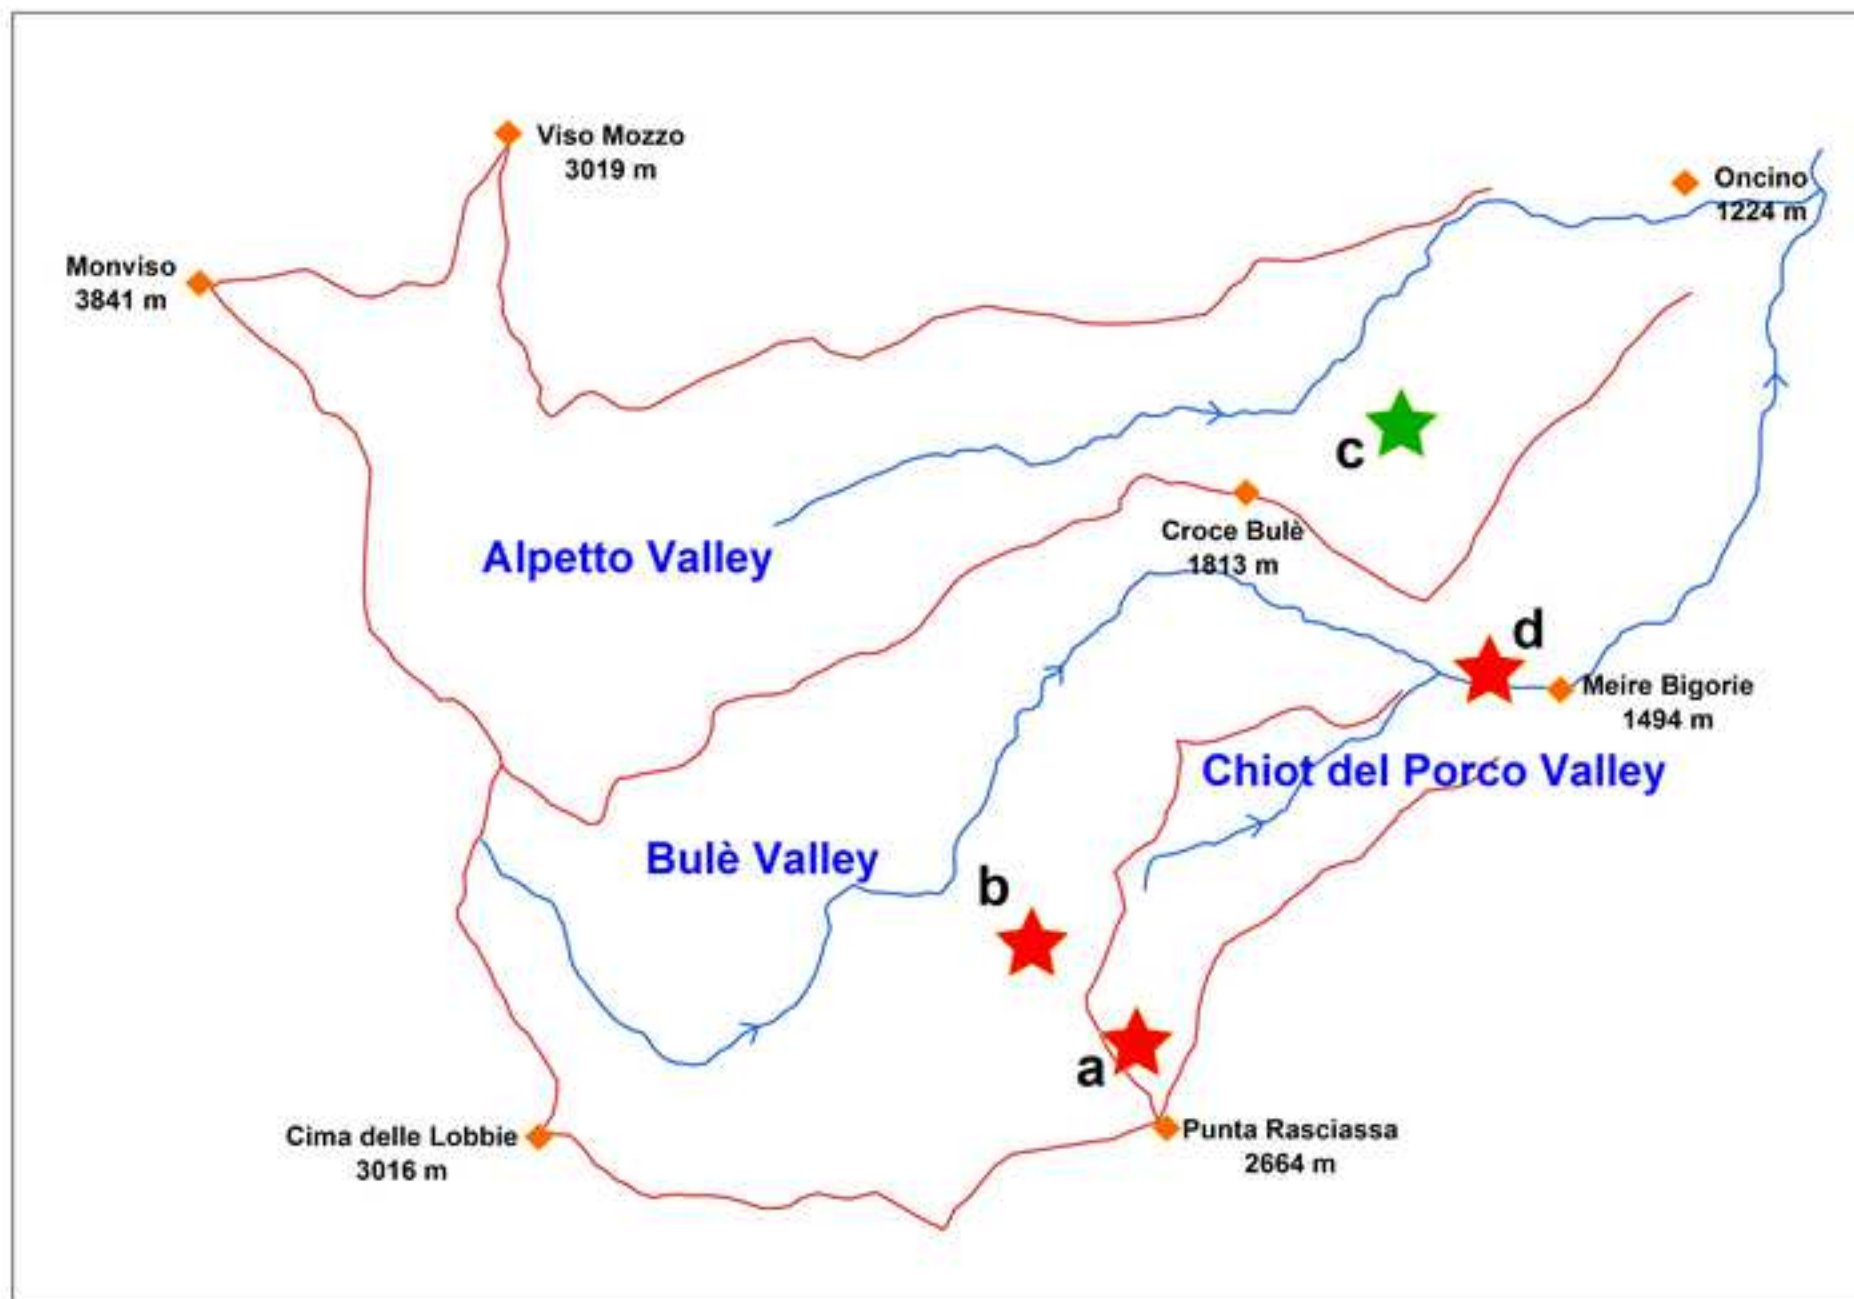 Viso Mozzo
3019 m
Oncino
1224 m
Monviso
3841 m
c
Croce Bulè
1813 m
Alpetto Valley
d
Meire Bigorie
1494 m
Chiot del Porco Valley
Bulè Valley
b
a
Cima delle Lobbie
3016 m
Punta Rasciassa
2664 m